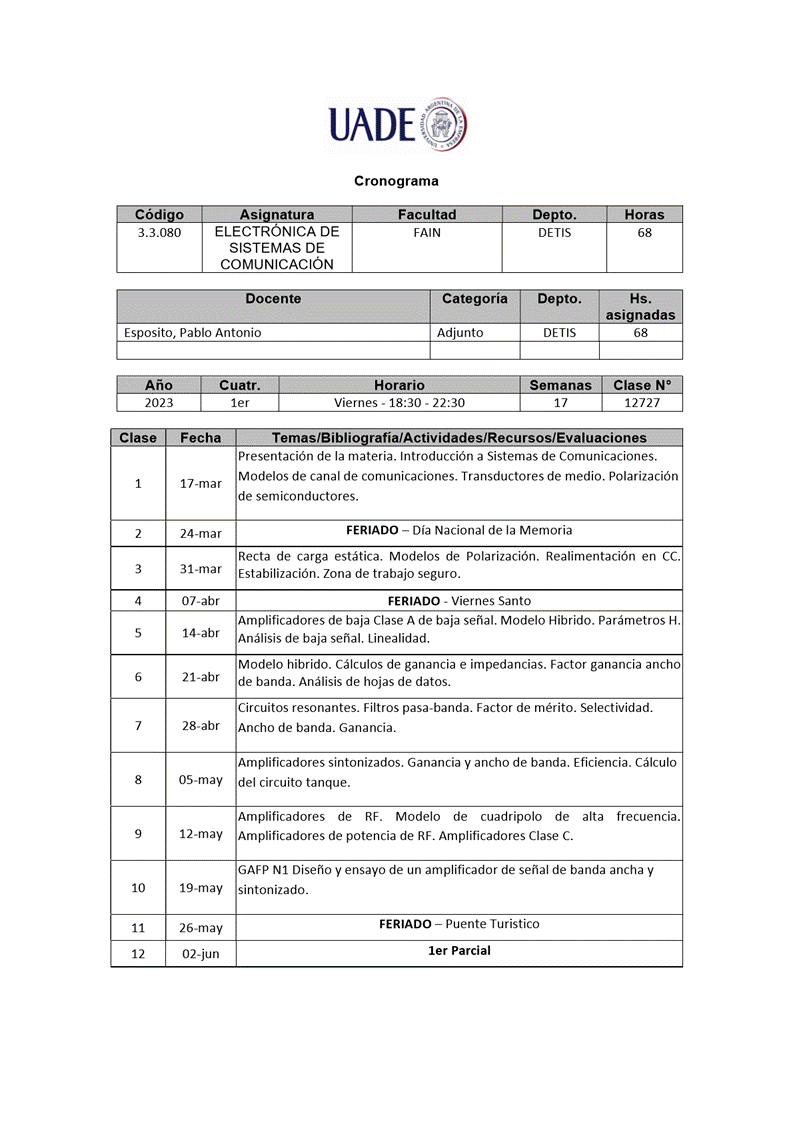 UADE
UNIVERSIDAD ARGENTINA DE LA EMPRESA
Cronograma
Código Asignatura Facultad Depto. Horas
3.3.080 ELECTRÓNICA DE FAIN DETIS 68
SISTEMAS DE
COMUNICACIÓN
Docente Categoría Depto. Hs.
asignadas
Esposito, Pablo Antonio Adjunto DETIS 68
Año Cuatr. Horario Semanas Clase N°
2023 1er Viernes - 18:30 - 22:30 17 12727
Clase Fecha Temas/Bibliografía/Actividades/Recursos/Evaluaciones
Presentación de la materia. Introducción a Sistemas de Comunicaciones.
1 17-mar Modelos de canal de comunicaciones. Transductores de medio. Polarización
de semiconductores.
2 24-mar FERIADO – Día Nacional de la Memoria
3 31-mar Recta de carga estática. Modelos de Polarización. Realimentación en CC.
Estabilización. Zona de trabajo seguro.
4 07-abr FERIADO - Viernes Santo
5 14-abr Amplificadores de baja Clase A de baja señal. Modelo Hibrido. Parámetros H.
Análisis de baja señal. Linealidad.
6 21-abr Modelo hibrido. Cálculos de ganancia e impedancias. Factor ganancia ancho
de banda. Análisis de hojas de datos.
7 28-abr Circuitos resonantes. Filtros pasa-banda. Factor de mérito. Selectividad.
Ancho de banda. Ganancia.
8 05-may Amplificadores sintonizados. Ganancia y ancho de banda. Eficiencia. Cálculo
del circuito tanque.
9 12-may Amplificadores de RF. Modelo de cuadripolo de alta frecuencia.
Amplificadores de potencia de RF. Amplificadores Clase C.
10 19-may GAFP N1 Diseño y ensayo de un amplificador de señal de banda ancha y
sintonizado.
11 26-may FERIADO – Puente Turistico
12 02-jun 1er Parcial